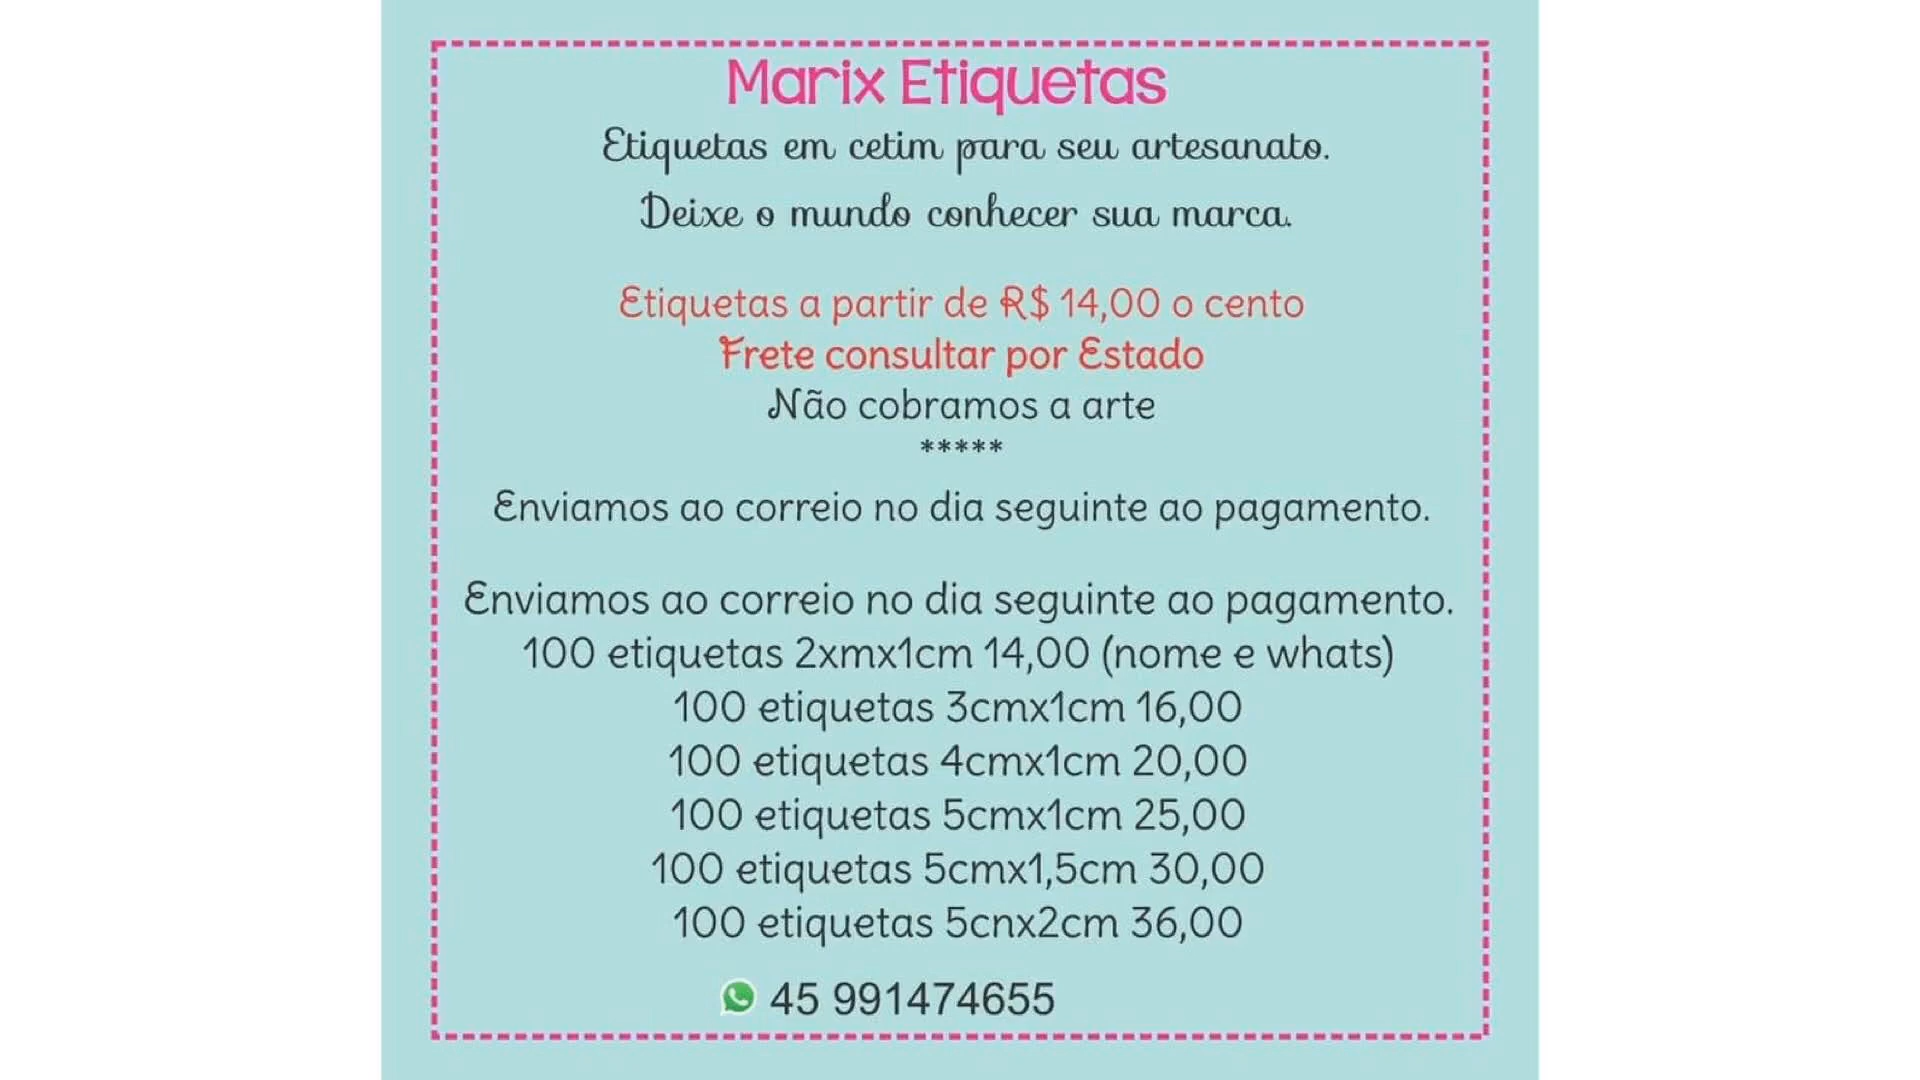 Marix Etiquetas
Etiquetas em cetim para seu artesanato.
Deixe o mundo conhecer sua marca.
Etiquetas a partir de R$ 14,00 o cento
Frete consultar por Estado
Não cobramos a arte
*****
Enviamos ao correio no dia seguinte ao pagamento.
Enviamos ao correio no dia seguinte ao pagamento.
100 etiquetas 2xmx1cm 14,00 (nome e whats)
100 etiquetas 3cmx1cm 16,00
100 etiquetas 4cmx1cm 20,00
100 etiquetas 5cmx1cm 25,00
100 etiquetas 5cmx1,5cm 30,00
100 etiquetas 5cnx2cm 36,00
45 991474655